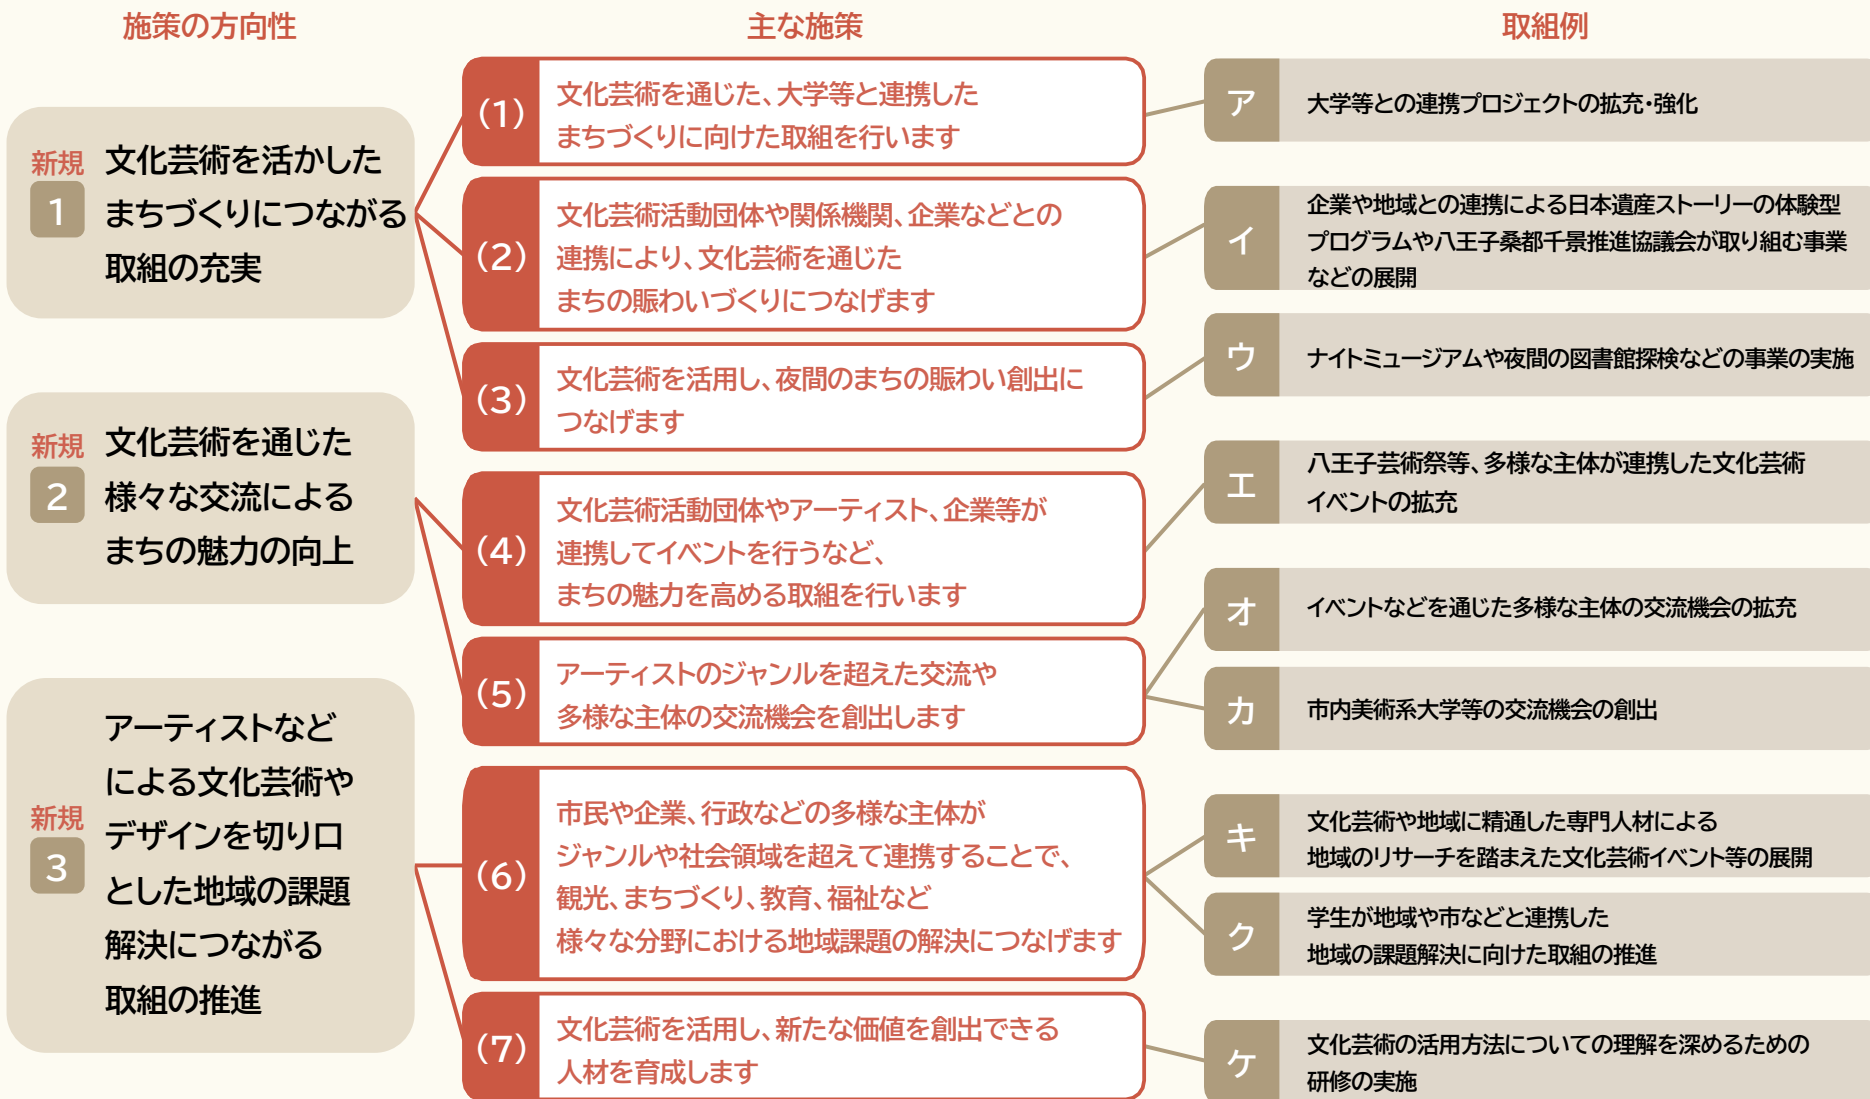 施策の方向性
主な施策
取組例
新規
1
文化芸術を活かした
まちづくりにつながる
取組の充実
(1)
文化芸術を通じた、大学等と連携した
まちづくりに向けた取組を行います
ア
大学等との連携プロジェクトの拡充・強化
(2)
文化芸術活動団体や関係機関、企業などとの
連携により、文化芸術を通じた
まちの賑わいづくりにつなげます
イ
企業や地域との連携による日本遺産ストーリーの体験型
プログラムや八王子桑都千景推進協議会が取り組む事業
などの展開
(3)
文化芸術を活用し、夜間のまちの賑わい創出に
つなげます
ウ
ナイトミュージアムや夜間の図書館探検などの事業の実施
新規
2
文化芸術を通じた
様々な交流による
まちの魅力の向上
(4)
文化芸術活動団体やアーティスト、企業等が
連携してイベントを行うなど、
まちの魅力を高める取組を行います
エ
八王子芸術祭等、多様な主体が連携した文化芸術
イベントの拡充
(5)
アーティストのジャンルを超えた交流や
多様な主体の交流機会を創出します
オ
イベントなどを通じた多様な主体の交流機会の拡充
カ
市内美術系大学等の交流機会の創出
新規
3
アーティストなど
による文化芸術や
デザインを切り口
とした地域の課題
解決につながる
取組の推進
(6)
市民や企業、行政などの多様な主体が
ジャンルや社会領域を超えて連携することで、
観光、まちづくり、教育、福祉など
様々な分野における地域課題の解決につなげます
キ
文化芸術や地域に精通した専門人材による
地域のリサーチを踏まえた文化芸術イベント等の展開
ク
学生が地域や市などと連携した
地域の課題解決に向けた取組の推進
(7)
文化芸術を活用し、新たな価値を創出できる
人材を育成します
ケ
文化芸術の活用方法についての理解を深めるための
研修の実施